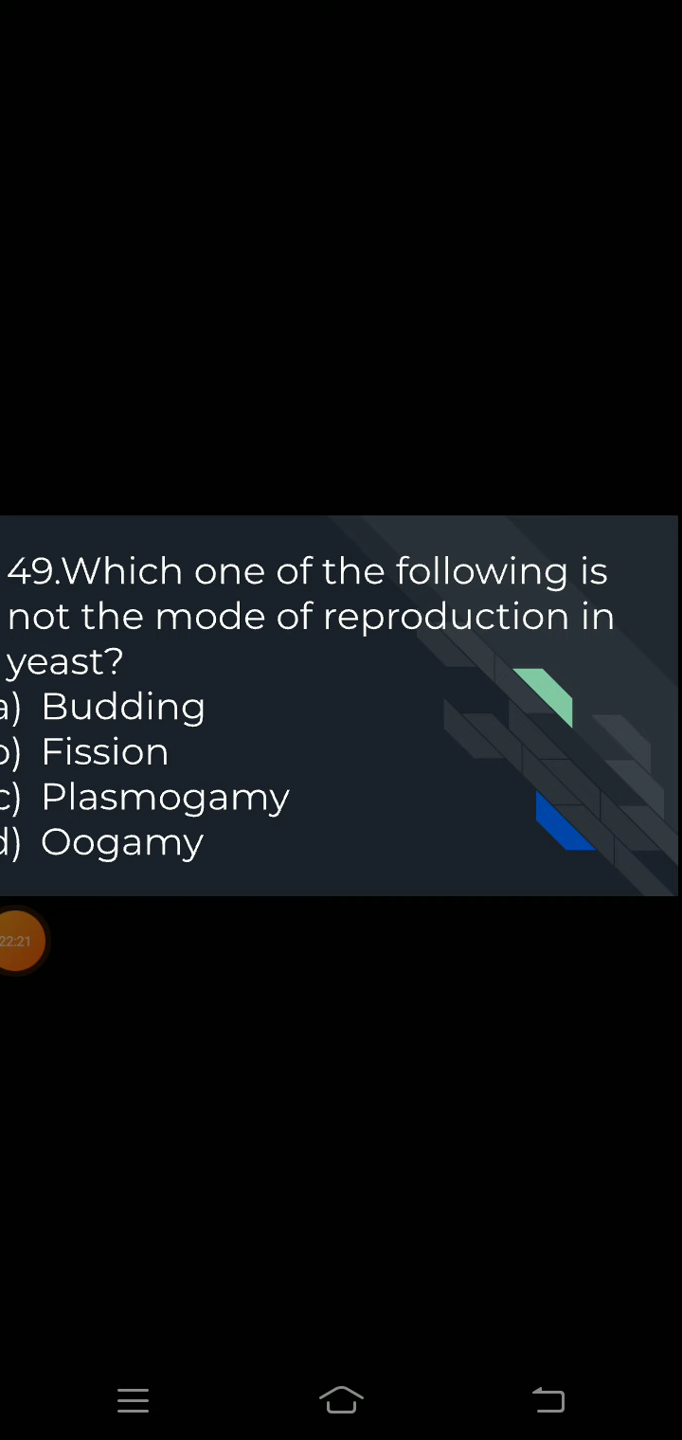 49.Which one of the following is
not the mode of reproduction in
yeast?
a) Budding
b) Fission
c) Plasmogamy
d) Oogamy
22:21